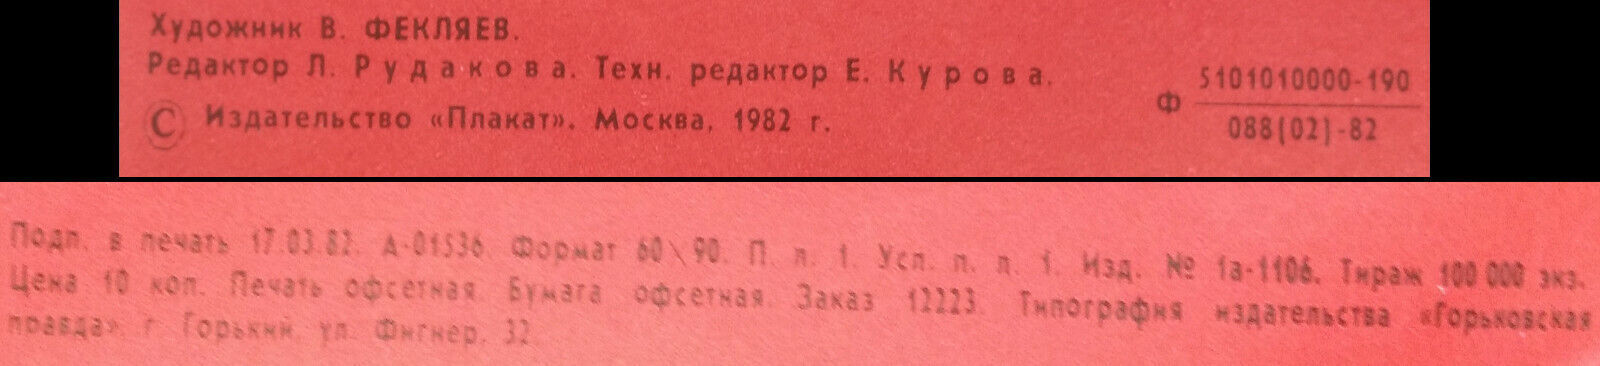 Художник В. ФЕКЛЯЕВ.
Редактор Л. Рудакова. Техн. редактор Е. Курова.
© Издательство «Плакат». Москва, 1982 г.
Ф 5101010000-190
088(02)-82
Подп. в печать 17.03.82. А-01536. Формат 60\90. П. л. 1. Усл. п. л. 1. Изд. № 1а-1106. Тираж 100 000 экз.
Цена 10 коп. Печать офсетная. Бумага офсетная. Заказ 12223. Типография издательства «Горьковская
правда». г. Горький, ул. Фигнер, 32.